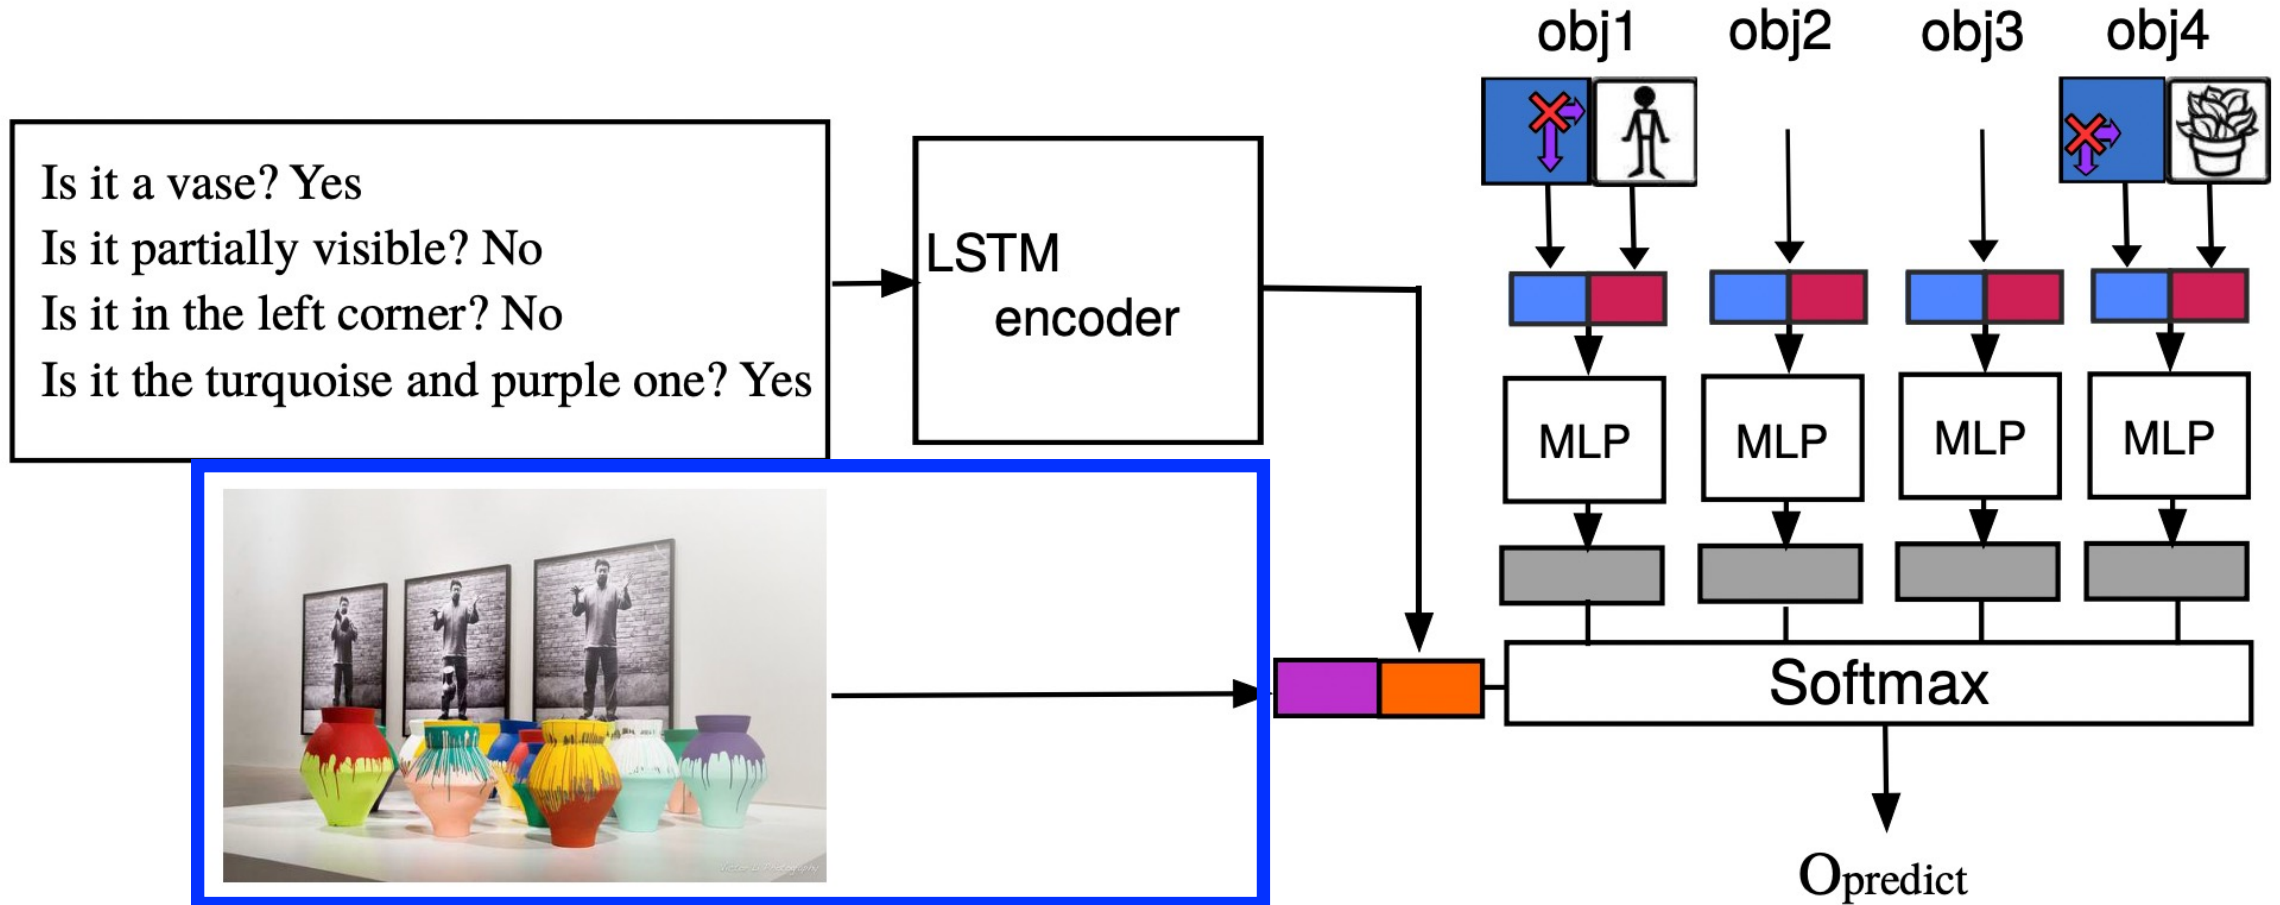 obj1 obj2 obj3 obj4
Is it a vase? Yes
Is it partially visible? No
Is it in the left corner? No
Is it the turquoise and purple one? Yes
LSTM
encoder
MLP MLP MLP MLP
Softmax
Opredict